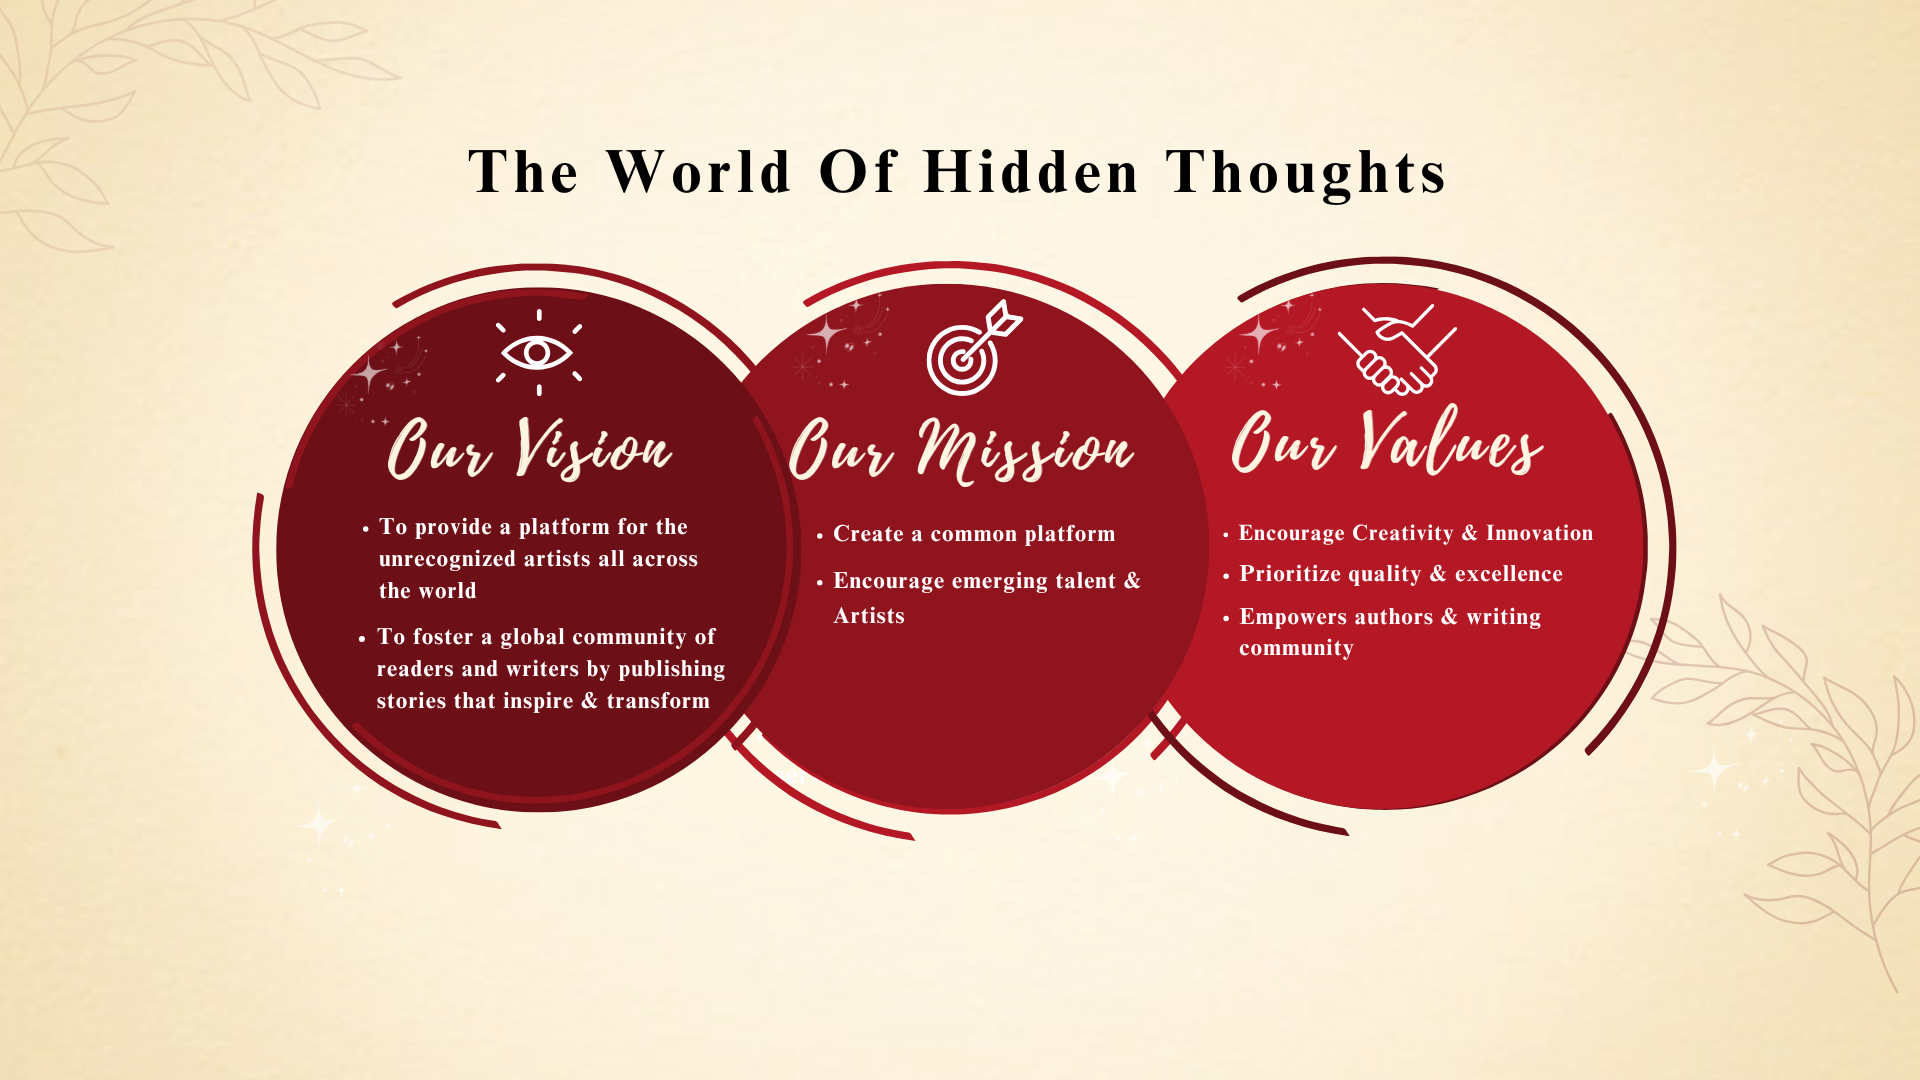 The World Of Hidden Thoughts
Our Vision
• To provide a platform for the
unrecognized artists all across
the world
• To foster a global community of
readers and writers by publishing
stories that inspire & transform
Our Mission
• Create a common platform
• Encourage emerging talent &
Artists
Our Values
• Encourage Creativity & Innovation
• Prioritize quality & excellence
• Empowers authors & writing
community